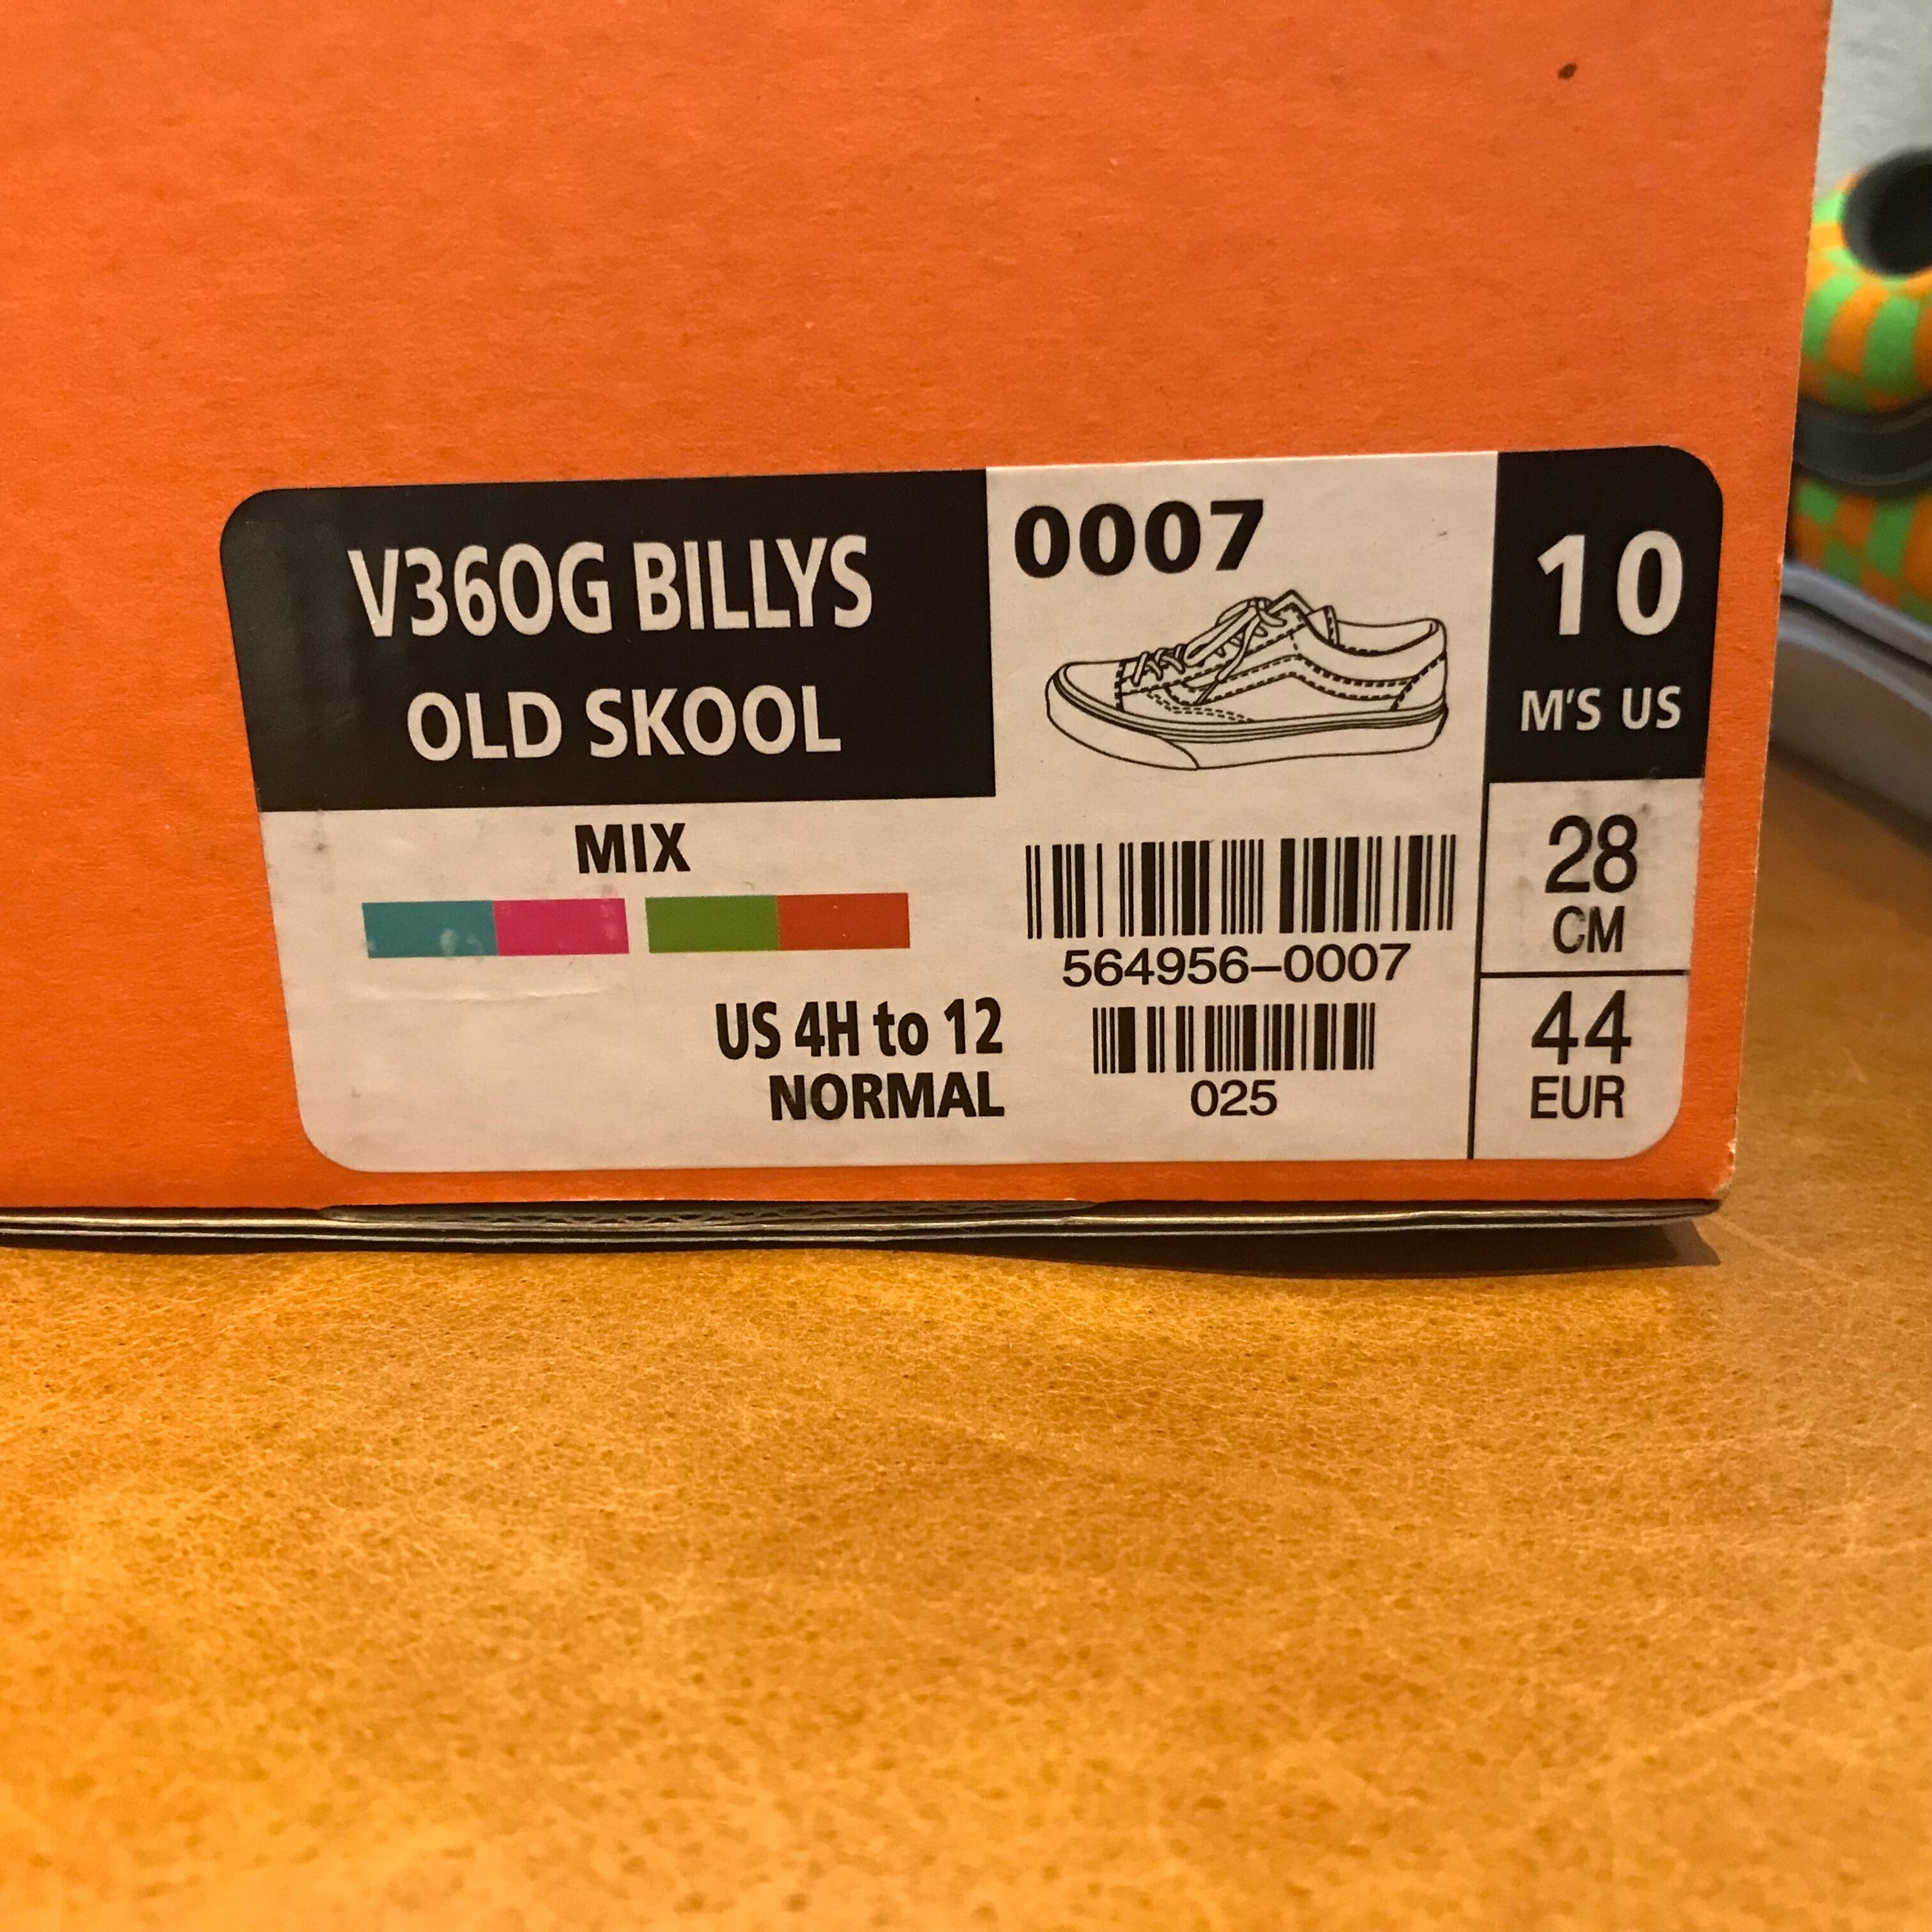 V36OG BILLYS
OLD SKOOL
0007
10
M'S US
MIX
28
CM
564956-0007
US 4H to 12
NORMAL
025
44
EUR